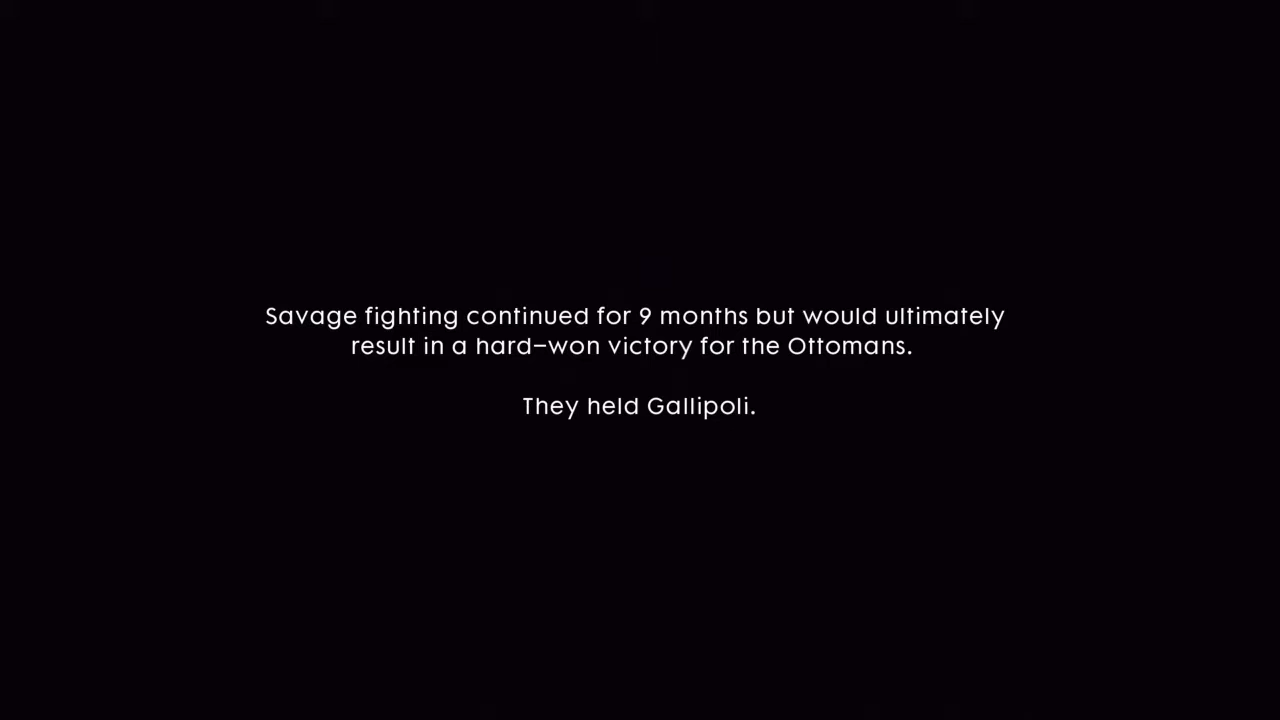 Savage fighting continued for 9 months but would ultimately
result in a hard-won victory for the Ottomans.
They held Gallipoli.